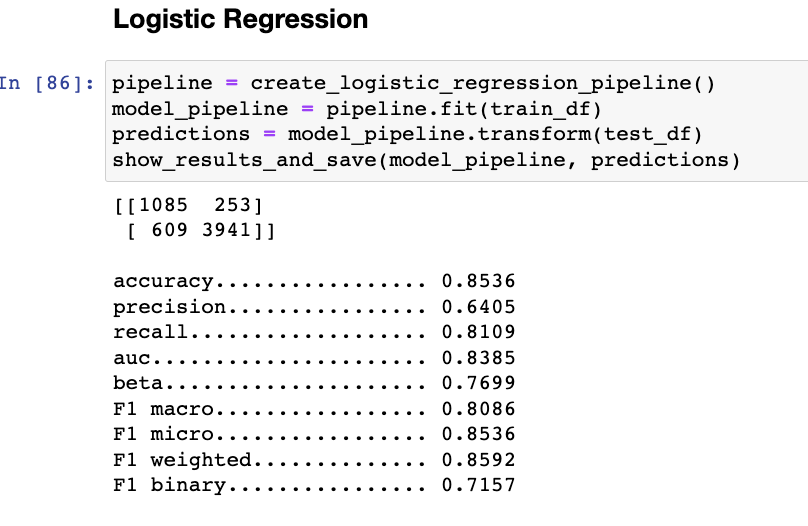 Logistic Regression
In [86]: pipeline = create_logistic_regression_pipeline()
model_pipeline = pipeline.fit(train_df)
predictions = model_pipeline.transform(test_df)
show_results_and_save(model_pipeline, predictions)
[[1085  253]
 [ 609 3941]]
accuracy................. 0.8536
precision................ 0.6405
recall................... 0.8109
auc...................... 0.8385
beta..................... 0.7699
F1 macro................. 0.8086
F1 micro................. 0.8536
F1 weighted.............. 0.8592
F1 binary................ 0.7157